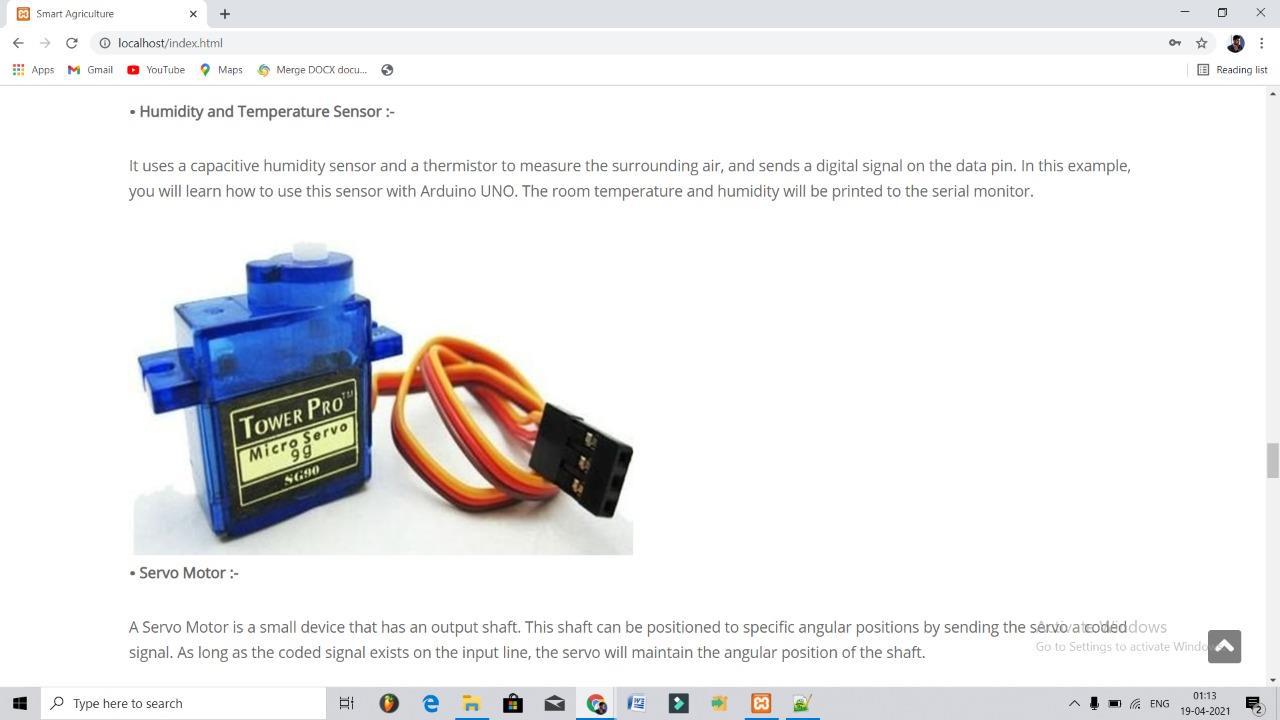 Smart Agriculture
localhost/index.html
Apps Gmail YouTube Maps Merge DOCX docu... Reading list
• Humidity and Temperature Sensor :-
It uses a capacitive humidity sensor and a thermistor to measure the surrounding air, and sends a digital signal on the data pin. In this example,
you will learn how to use this sensor with Arduino UNO. The room temperature and humidity will be printed to the serial monitor.
TOWER PRO™
Micro Servo
9g
SG90
• Servo Motor :-
A Servo Motor is a small device that has an output shaft. This shaft can be positioned to specific angular positions by sending the servo a coded
signal. As long as the coded signal exists on the input line, the servo will maintain the angular position of the shaft.
Activate Windows
Go to Settings to activate Windo
Type here to search
ENG
01:13
19-04-2021
2